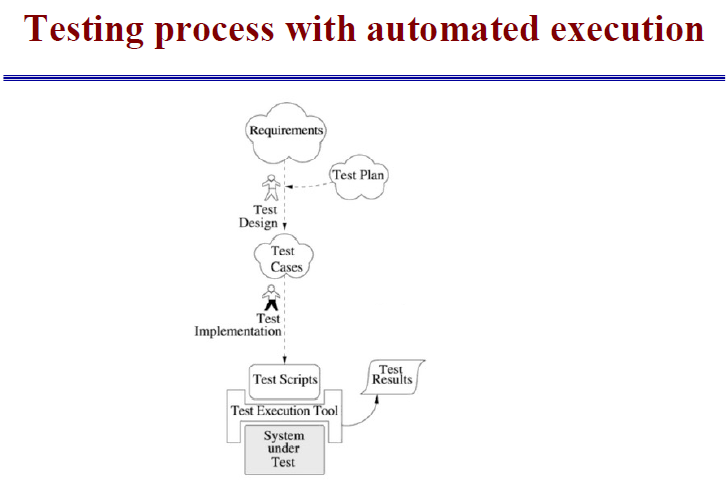 Testing process with automated execution
Requirements
Test Plan
Test
Design
Test
Cases
Test
Implementation
Test Scripts
Test
Results
Test Execution Tool
System
under
Test